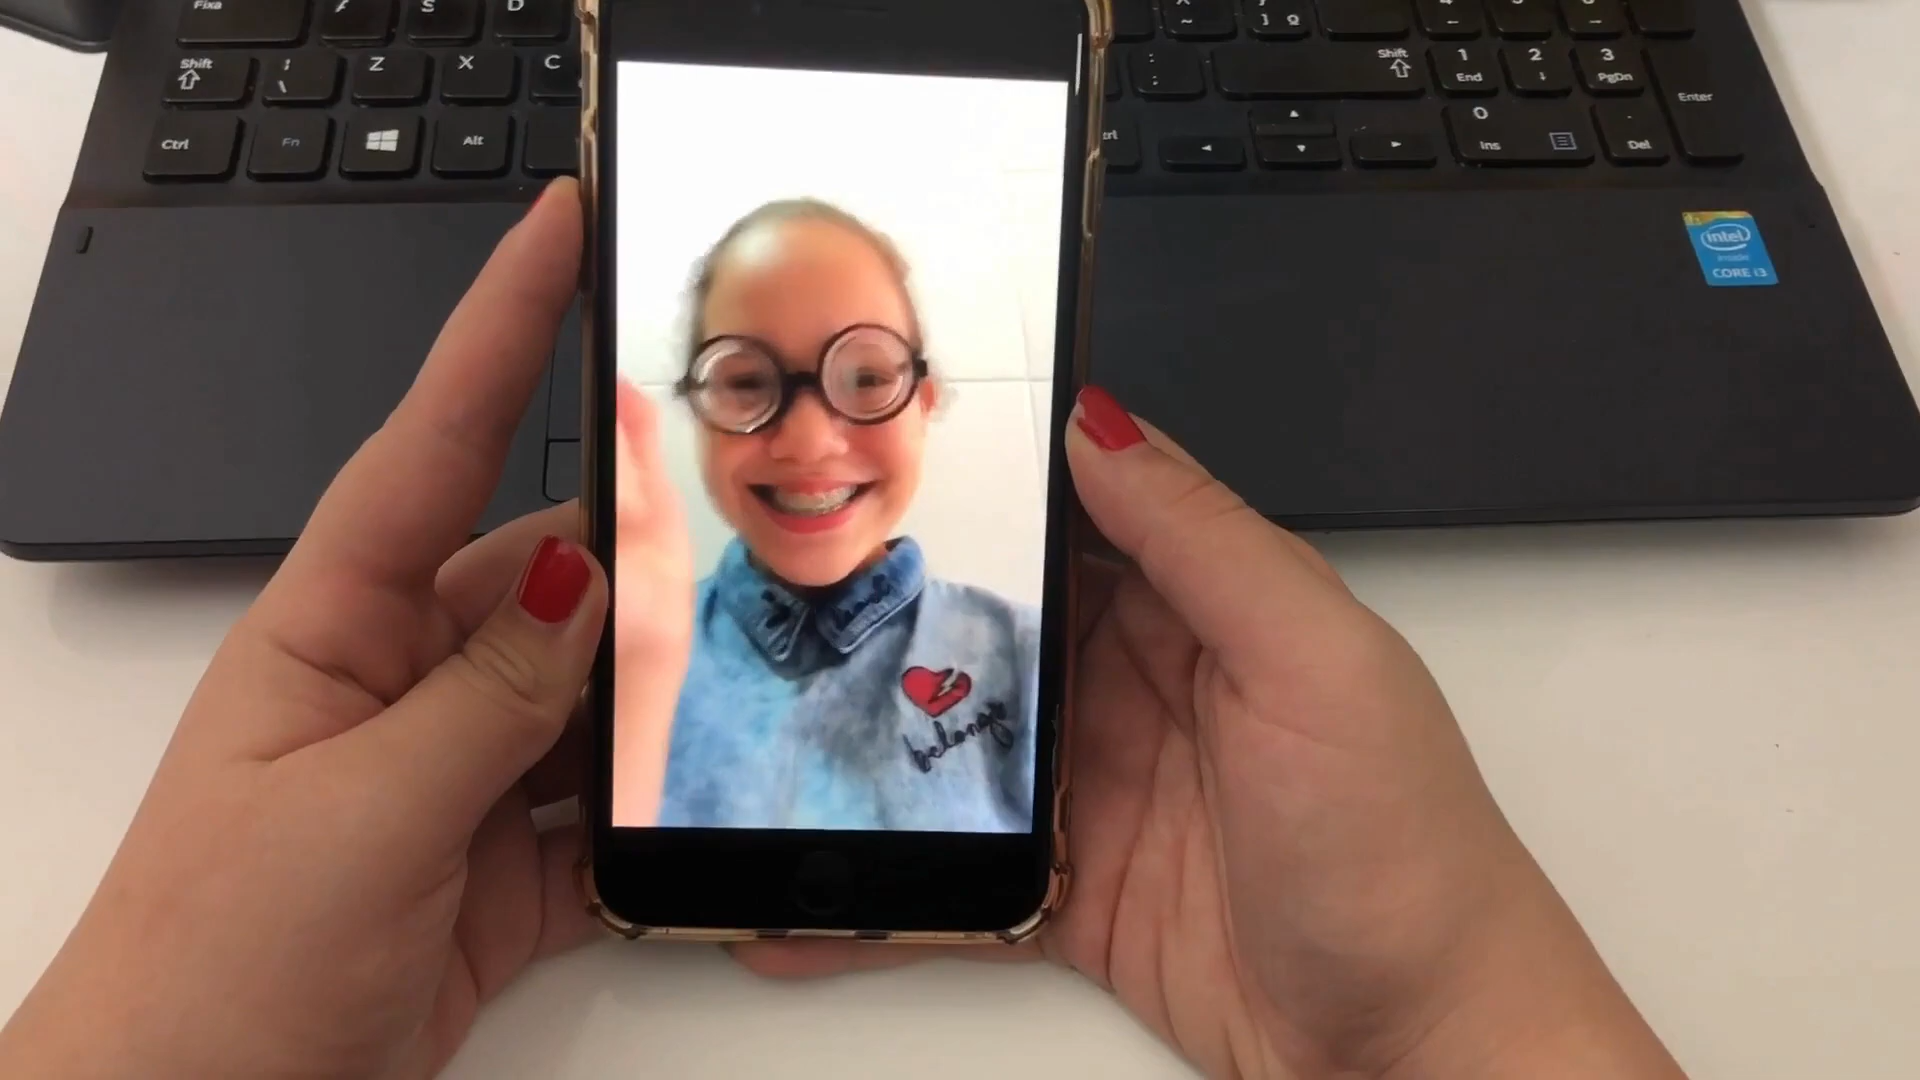 Fixa
S
D
Shift
Z
X
C
Shift
1
End
2
3
PgDn
Enter
Ctrl
Fn
Alt
0
Ins
Del
intel
inside
CORE i3
belong